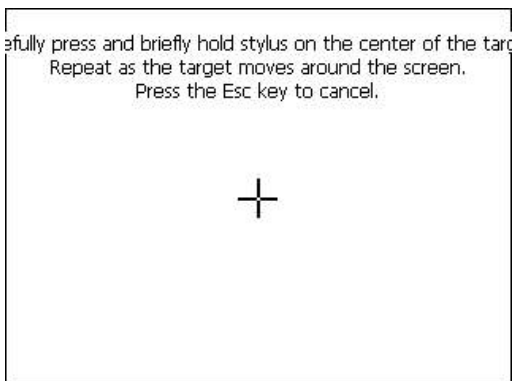 efully press and briefly hold stylus on the center of the targ
Repeat as the target moves around the screen.
Press the Esc key to cancel.